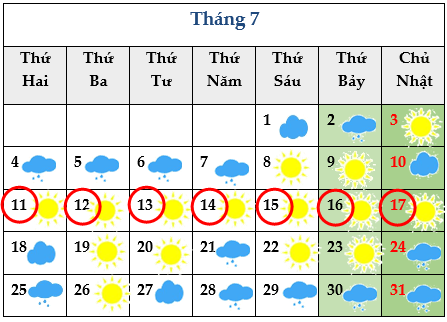 Tháng 7
Thứ Hai Thứ Ba Thứ Tư Thứ Năm Thứ Sáu Thứ Bảy Chủ Nhật
1 2 3
4 5 6 7 8 9 10
11 12 13 14 15 16 17
18 19 20 21 22 23 24
25 26 27 28 29 30 31